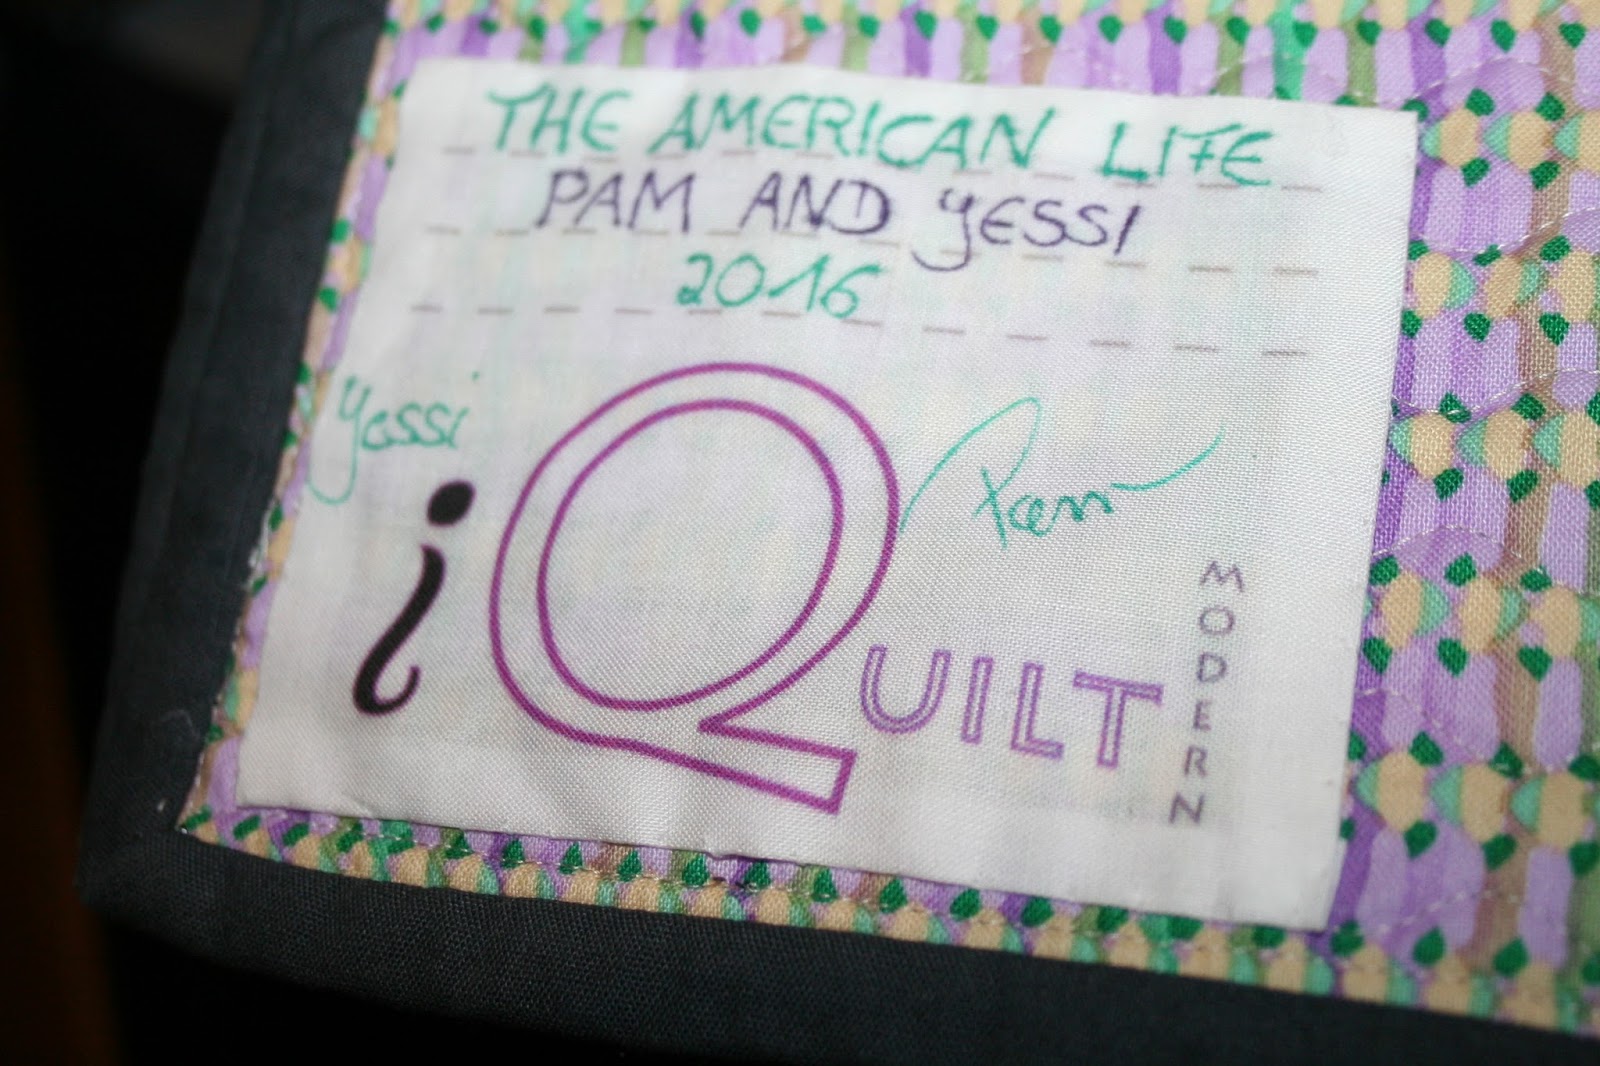 THE AMERICAN LIFE
PAM AND YESSI
2016
Yessi
Pam
iQUILT
MODERN